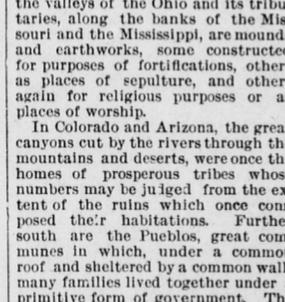 the valleys of the Ohio and its tribu
taries, along the banks of the Mis
souri and the Mississippi, are mound
and earthworks, some constructe
for purposes of fortifications, other
as places of sepulture, and other
again for religious purposes or a
places of worship.
In Colorado and Arizona, the grea
canyons cut by the rivers through th
mountains and deserts, were once th
homes of prosperous tribes whos
numbers may be judged from the ex
tent of the ruins which once com
posed their habitations. Furthe
south are the Pueblos, great com
munes in which, under a commo
roof and sheltered by a common wall
many families lived together under
primitive form of government. Th